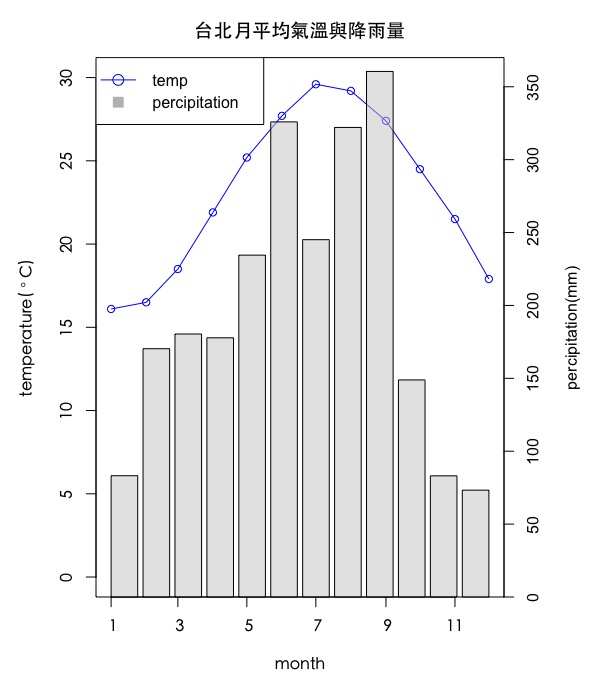 台北月平均氣溫與降雨量
temp
percipitation
30
25
20
15
10
5
0
temperature( ° C)
350
300
250
200
150
100
50
0
percipitation(mm)
1 3 5 7 9 11
month